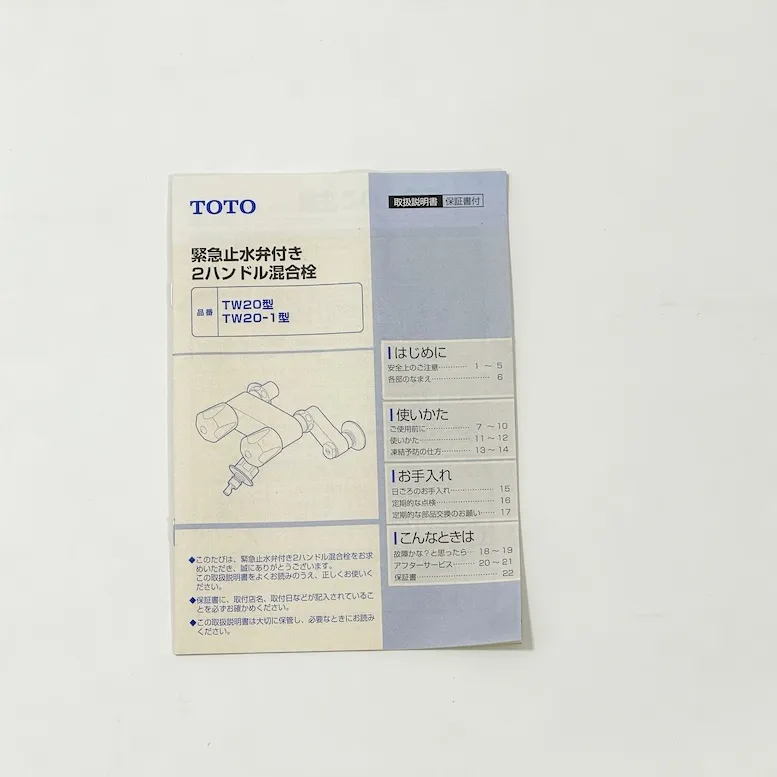 TOTO
取扱説明書 保証書付
緊急止水弁付き
2ハンドル混合栓
品番
TW20型
TW20-1型
はじめに
安全上のご注意………… 1 ~ 5
各部のなまえ………………… 6
使いかた
ご使用前に……………… 7 ~ 10
使いかた……………… 11 ~ 12
凍結予防の仕方……… 13 ~ 14
お手入れ
日ごろのお手入れ…………… 15
定期的な点検………………… 16
定期的な部品交換のお願い…… 17
こんなときは
故障かな?と思ったら… 18 ~ 19
アフターサービス……… 20 ~ 21
保証書………………………… 22
◆このたびは、緊急止水弁付き2ハンドル混合栓をお求
めいただき、誠にありがとうございます。
この取扱説明書をよくお読みのうえ、正しくお使いく
ださい。
◆保証書に、取付店名、取付日などが記入されているこ
とを必ずお確かめください。
◆この取扱説明書は大切に保管し、必要なときにお読み
ください。